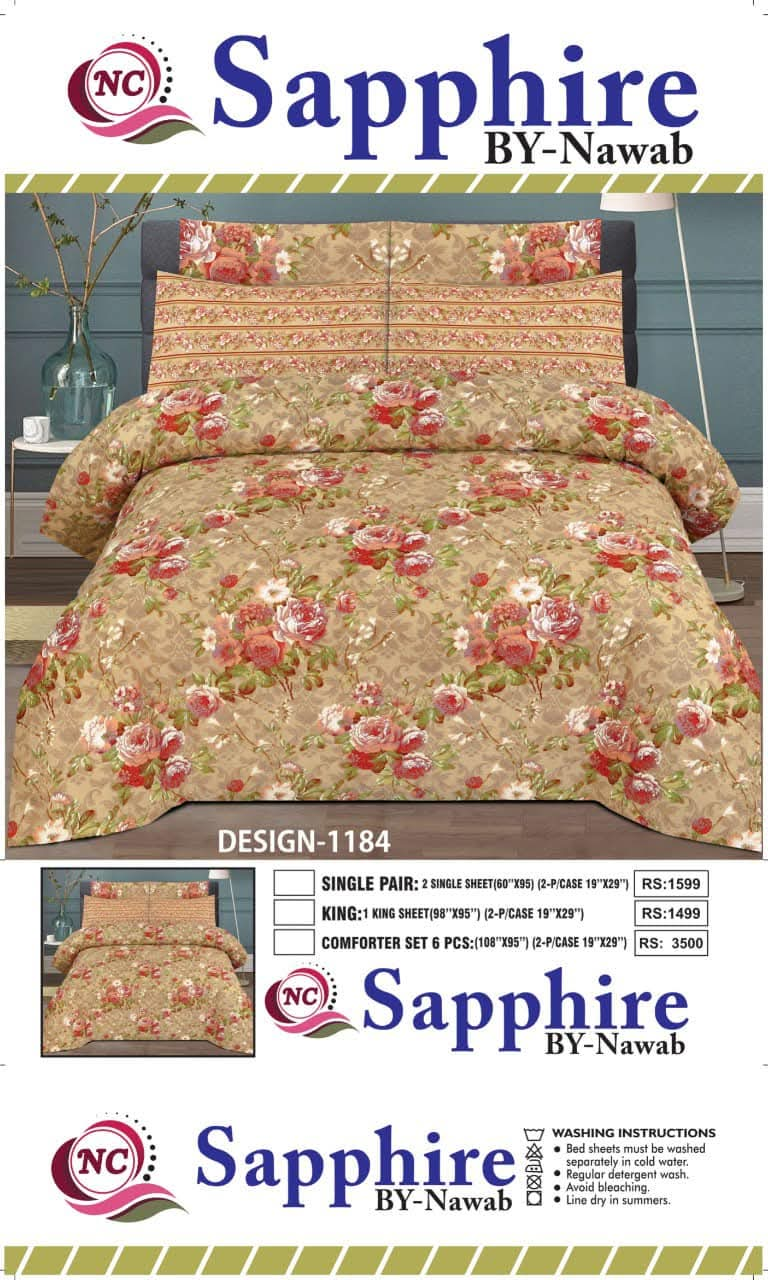 NC
Sapphire
BY-Nawab
DESIGN-1184
SINGLE PAIR: 2 SINGLE SHEET(60''X95) (2-P/CASE 19''X29'') RS:1599
KING:1 KING SHEET(98''X95'') (2-P/CASE 19''X29'') RS:1499
COMFORTER SET 6 PCS:(108''X95'') (2-P/CASE 19''X29'') RS: 3500
NC
Sapphire
BY-Nawab
NC
Sapphire
BY-Nawab
WASHING INSTRUCTIONS
• Bed sheets must be washed
separately in cold water.
• Regular detergent wash.
• Avoid bleaching.
• Line dry in summers.